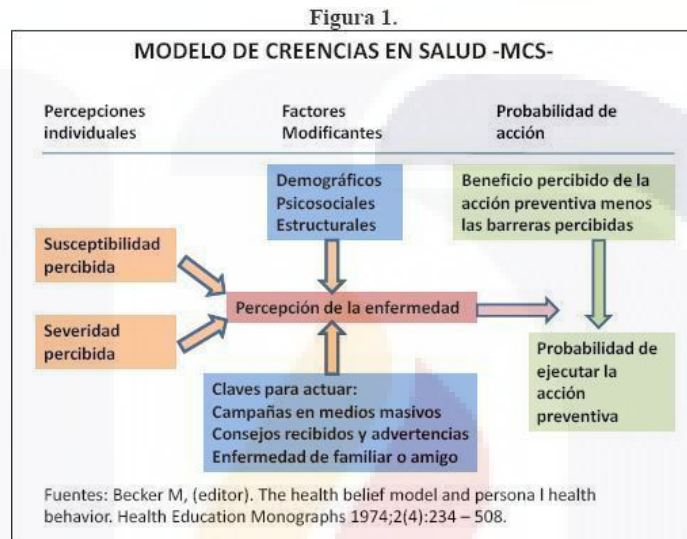 Figura 1.
MODELO DE CREENCIAS EN SALUD -MCS-
Percepciones
individuales
Factores
Modificantes
Probabilidad de
acción
Demográficos
Psicosociales
Estructurales
Beneficio percibido de la
acción preventiva menos
las barreras percibidas
Susceptibilidad
percibida
Percepción de la enfermedad
Severidad
percibida
Probabilidad de
ejecutar la
acción
preventiva
Claves para actuar:
Campañas en medios masivos
Consejos recibidos y advertencias
Enfermedad de familiar o amigo
Fuentes: Becker M, (editor). The health belief model and persona l health
behavior. Health Education Monographs 1974;2(4):234 – 508.